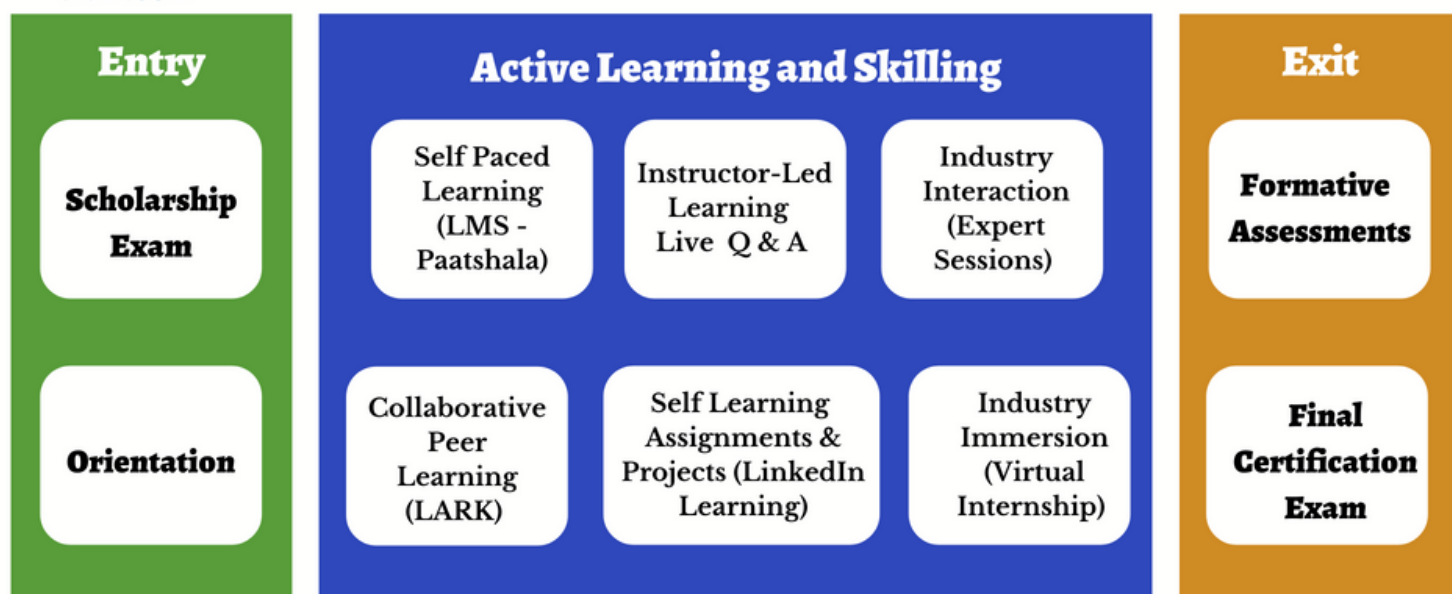 Entry
Scholarship
Exam
Orientation
Active Learning and Skilling
Self Paced
Learning
(LMS -
Paatshala)
Instructor-Led
Learning
Live Q & A
Industry
Interaction
(Expert
Sessions)
Collaborative
Peer
Learning
(LARK)
Self Learning
Assignments &
Projects (LinkedIn
Learning)
Industry
Immersion
(Virtual
Internship)
Exit
Formative
Assessments
Final
Certification
Exam